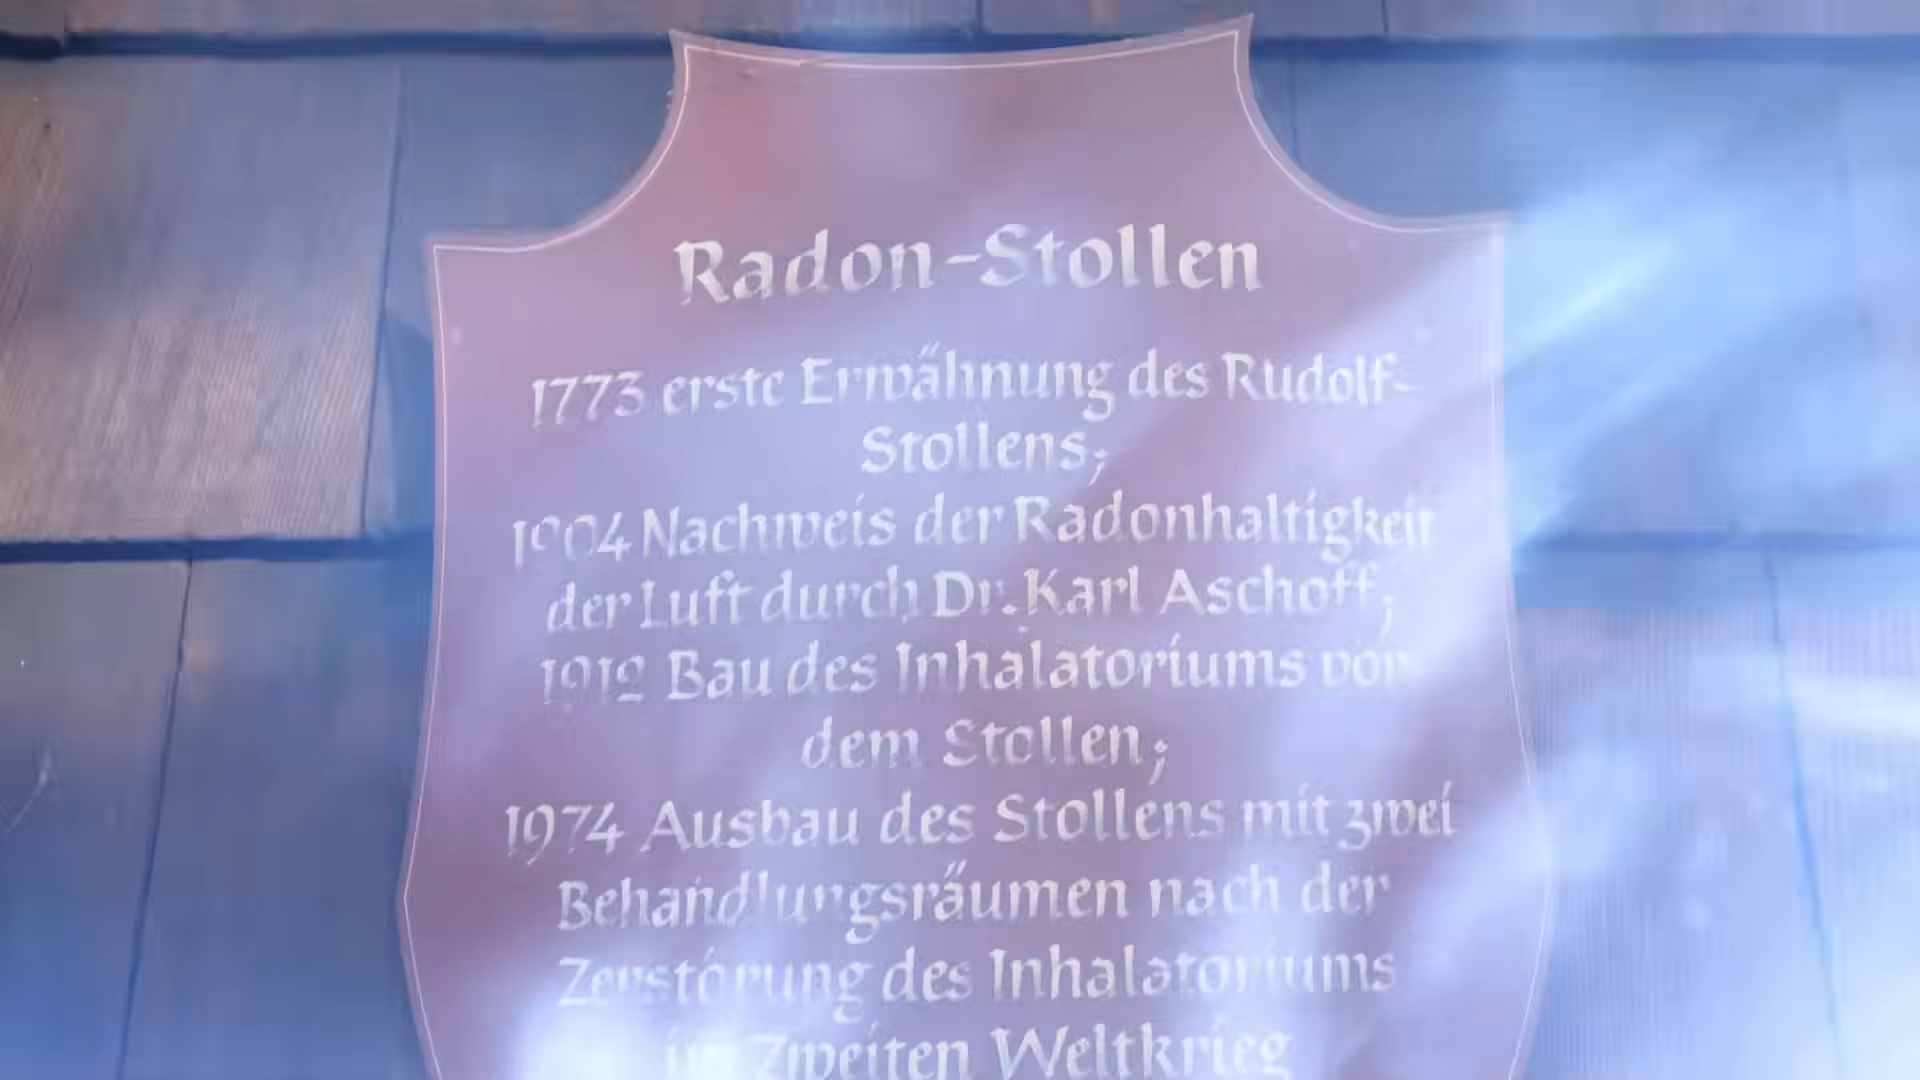 Radon-Stollen
1773 erste Erwähnung des Rudolf-
Stollens;
1904 Nachweis der Radonhaltigkeit
der Luft durch Dr. Karl Aschoff;
1912 Bau des Inhalatoriums vor
dem Stollen;
1974 Ausbau des Stollens mit zwei
Behandlungsräumen nach der
Zerstörung des Inhalatoriums
im Zweiten Weltkrieg